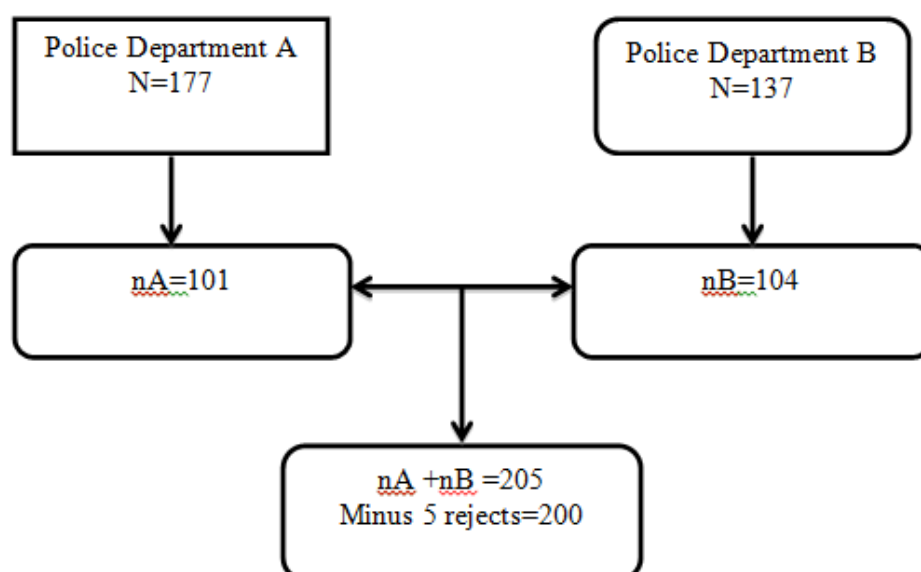 Police Department A
N=177
Police Department B
N=137
nA=101
nB=104
nA +nB =205
Minus 5 rejects=200